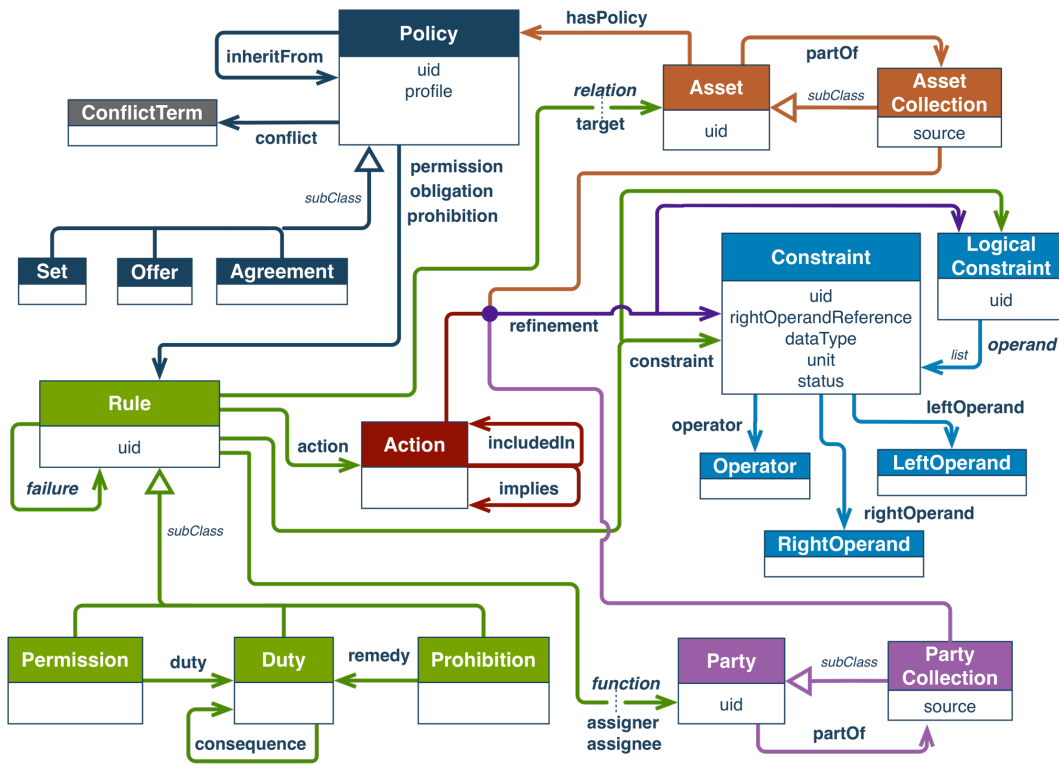 Policy
uid
profile
inheritFrom
hasPolicy
partOf
Asset
uid
subClass
Asset
Collection
source
relation
target
ConflictTerm
conflict
permission
obligation
prohibition
subClass
Set
Offer
Agreement
Constraint
uid
rightOperandReference
dataType
unit
status
Logical
Constraint
uid
operand
list
refinement
constraint
Rule
uid
failure
action
Action
includedIn
implies
operator
leftOperand
Operator
LeftOperand
rightOperand
RightOperand
subClass
Permission
duty
Duty
remedy
Prohibition
consequence
function
assigner
assignee
Party
uid
subClass
Party
Collection
source
partOf